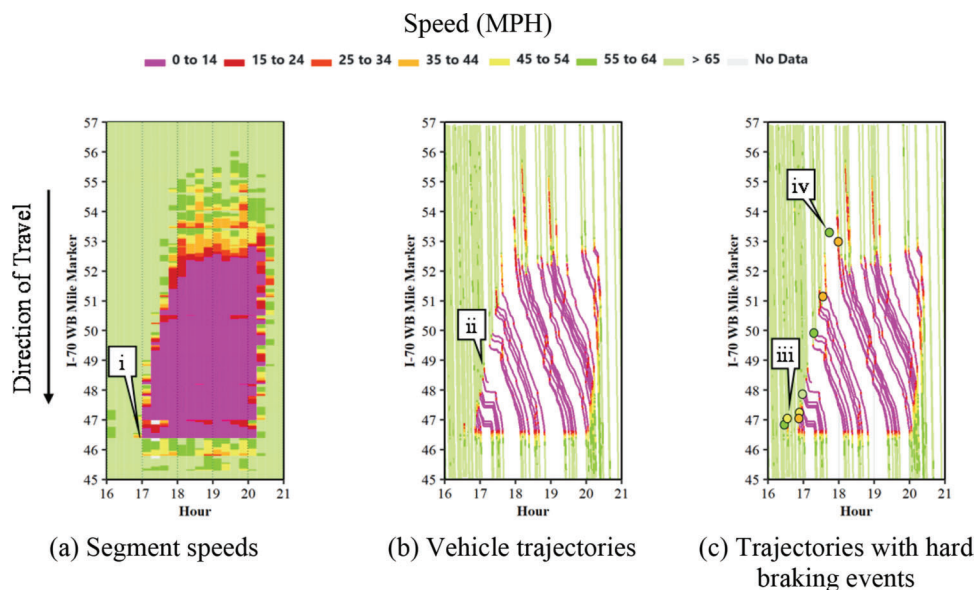 Speed (MPH)
0 to 14 15 to 24 25 to 34 35 to 44 45 to 54 55 to 64 > 65 No Data
Direction of Travel
I-70 WB Mile Marker
57
56
55
54
53
52
51
50
49
48
47
46
45
i
16 17 18 19 20 21
Hour
(a) Segment speeds
I-70 WB Mile Marker
57
56
55
54
53
52
51
50
49
48
47
46
45
ii
16 17 18 19 20 21
Hour
(b) Vehicle trajectories
I-70 WB Mile Marker
57
56
55
54
53
52
51
50
49
48
47
46
45
iv
iii
16 17 18 19 20 21
Hour
(c) Trajectories with hard
braking events